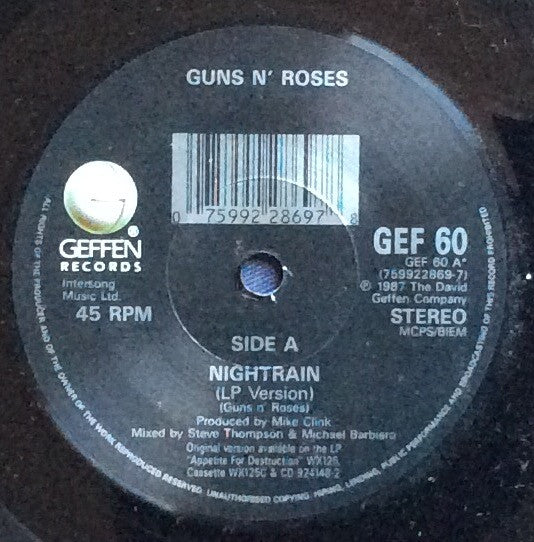 GUNS N' ROSES
0 75992 28697 8
G
®
GEFFEN
RECORDS
Intersong
Music Ltd.
45 RPM
GEF 60
GEF 60 A*
(759922869-7)
℗ 1987 The David
Geffen Company
STEREO
MCPS/BIEM
SIDE A
NIGHTRAIN
(LP Version)
(Guns n' Roses)
Produced by Mike Clink
Mixed by Steve Thompson & Michael Barbiero
Original version available on the LP
"Appetite For Destruction" WX125,
Cassette WX125C & CD 924148-2
(ALL RIGHTS OF THE PRODUCER AND OF THE OWNER OF THE WORK REPRODUCED RESERVED. UNAUTHORISED COPYING, HIRING, LENDING, PUBLIC PERFORMANCE AND BROADCASTING OF THIS RECORD PROHIBITED